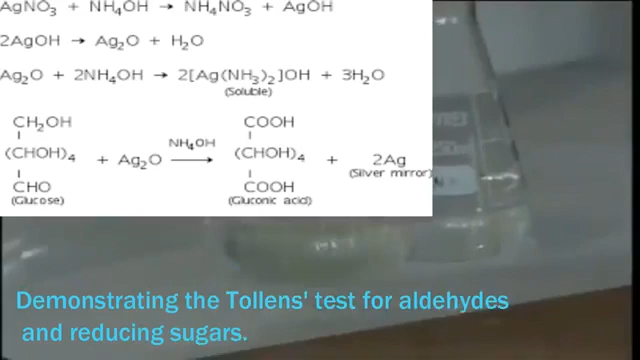 AgNO₃ + NH₄OH → NH₄NO₃ + AgOH
2AgOH → Ag₂O + H₂O
Ag₂O + 2NH₄OH → 2[Ag(NH₃)₂]OH + 3H₂O
(Soluble)
CH₂OH COOH
(CHOH)₄ + Ag₂O NH₄OH → (CHOH)₄ + 2Ag
(Silver mirror)
CHO COOH
(Glucose) (Gluconic acid)
Demonstrating the Tollens' test for aldehydes
and reducing sugars.